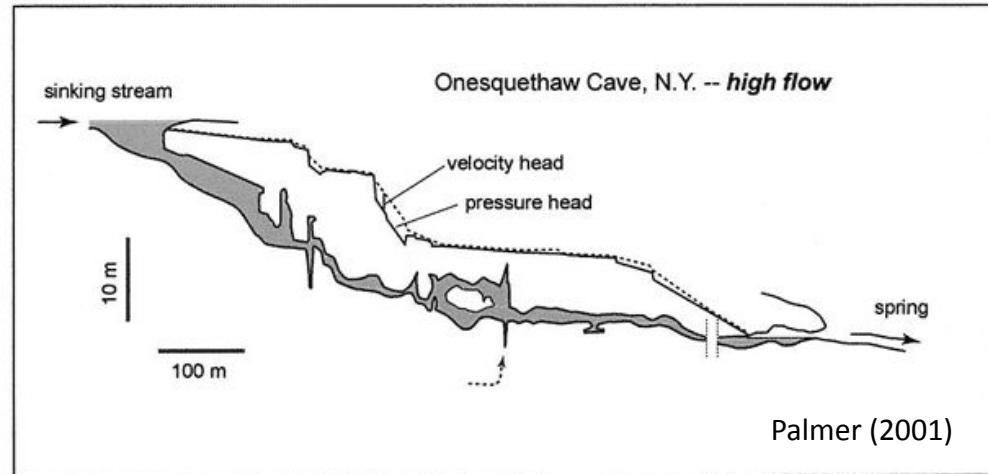 Onesquethaw Cave, N.Y. -- high flow
sinking stream
velocity head
pressure head
10 m
100 m
spring
Palmer (2001)